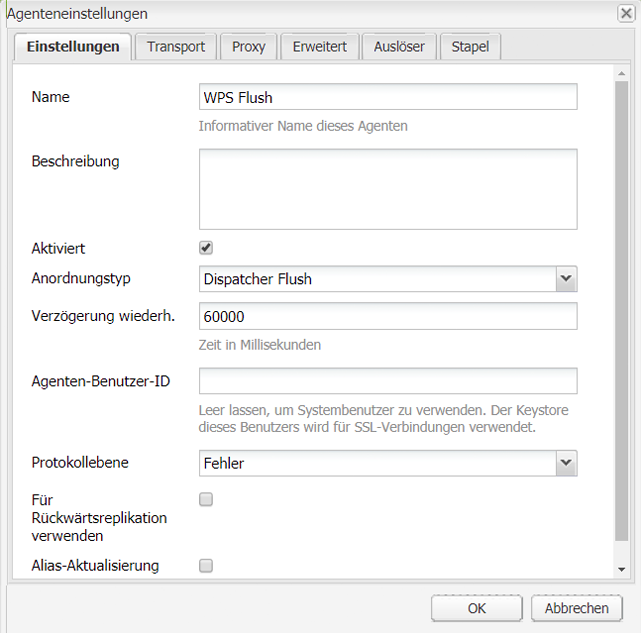 Agenteneinstellungen
Einstellungen Transport Proxy Erweitert Auslöser Stapel
Name WPS Flush
Informativer Name dieses Agenten
Beschreibung
Aktiviert
Anordnungstyp Dispatcher Flush
Verzögerung wiederh. 60000
Zeit in Millisekunden
Agenten-Benutzer-ID
Leer lassen, um Systembenutzer zu verwenden. Der Keystore
dieses Benutzers wird für SSL-Verbindungen verwendet.
Protokollebene Fehler
Für
Rückwärtsreplikation
verwenden
Alias-Aktualisierung
OK Abbrechen